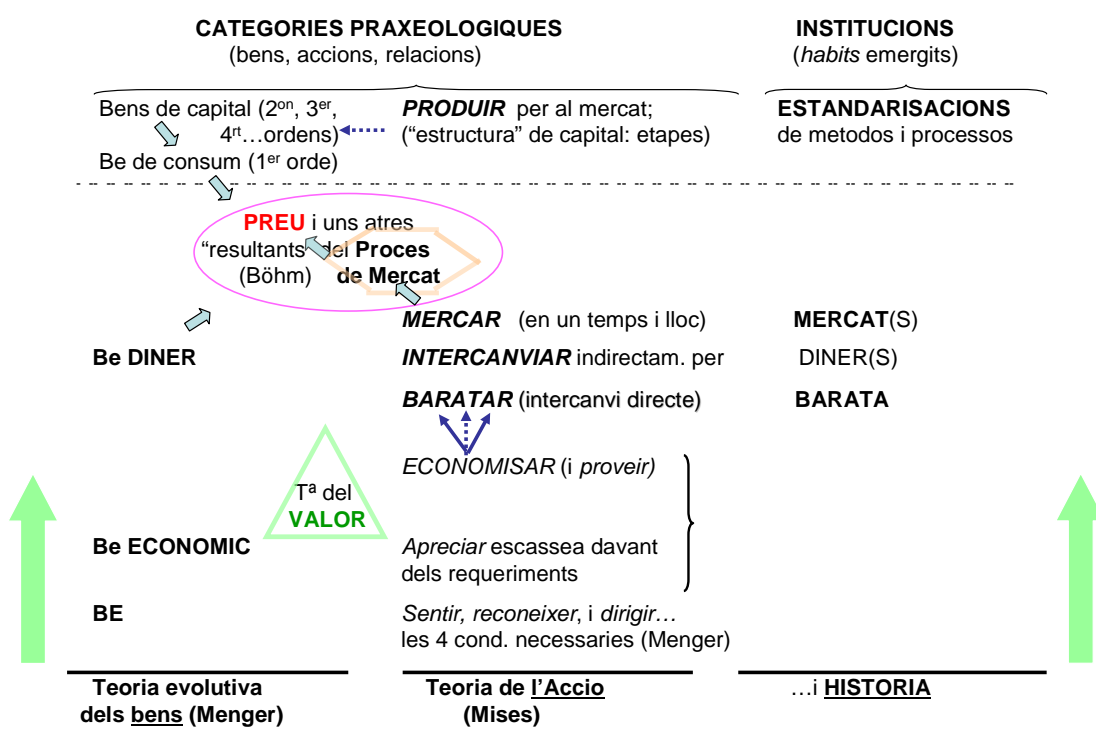 CATEGORIES PRAXEOLOGIQUES
(bens, accions, relacions)
INSTITUCIONS
(habits emergits)
Bens de capital (2on, 3er,
4rt…ordens)
Be de consum (1er orde)
PRODUIR per al mercat;
("estructura" de capital: etapes)
ESTANDARISACIONS
de metodos i processos
PREU i uns atres
"resultants" del Proces
(Böhm) de Mercat
MERCAR (en un temps i lloc)
MERCAT(S)
Be DINER
INTERCANVIAR indirectam. per
DINER(S)
BARATAR (intercanvi directe)
BARATA
ECONOMISAR (i proveir)
Tª del
VALOR
Be ECONOMIC
Apreciar escassea davant
dels requeriments
BE
Sentir, reconeixer, i dirigir…
les 4 cond. necessaries (Menger)
Teoria evolutiva
dels bens (Menger)
Teoria de l'Accio
(Mises)
…i HISTORIA